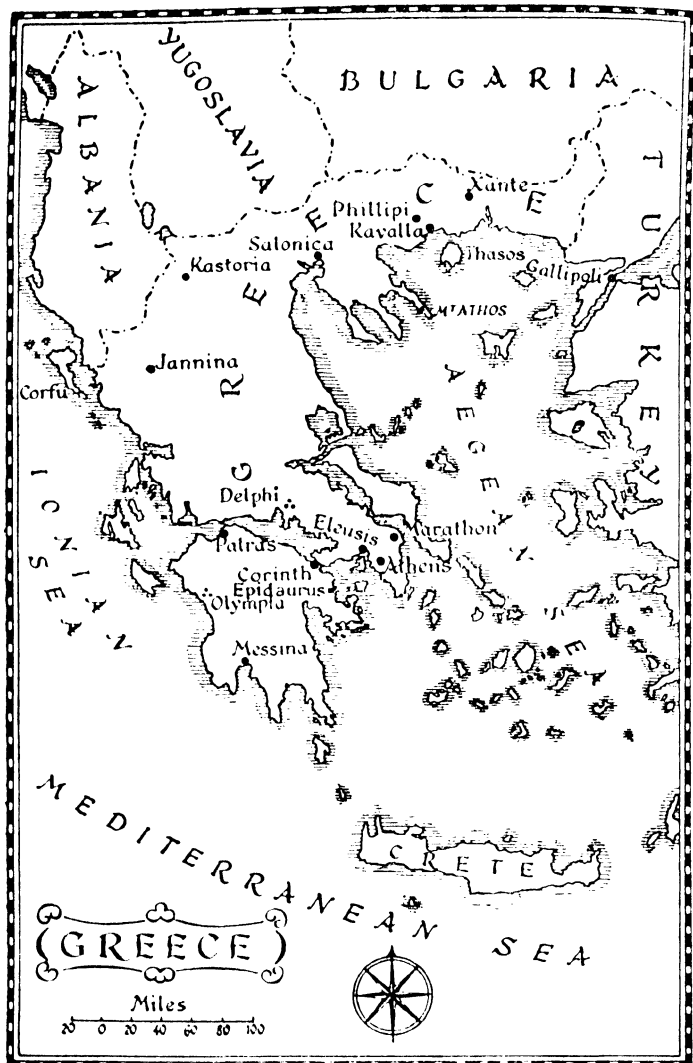 YUGOSLAVIA
BULGARIA
ALBANIA
TURKEY
GREECE
Xante
Phillipi
Kavalla
Salonica
Thasos
Kastoria
Gallipoli
Mᵀ ATHOS
Jannina
Corfu
AEGEAN SEA
IONIAN SEA
Delphi
Eleusis
Marathon
Patras
Athens
Corinth
Epidaurus
Olympia
Messina
MEDITERRANEAN SEA
CRETE
GREECE
Miles
20 0 20 40 60 80 100